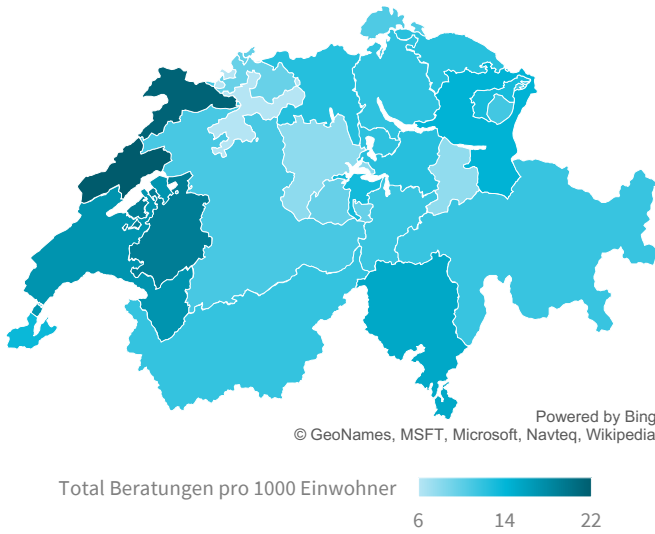 Powered by Bing
© GeoNames, MSFT, Microsoft, Navteq, Wikipedia
Total Beratungen pro 1000 Einwohner
6 14 22